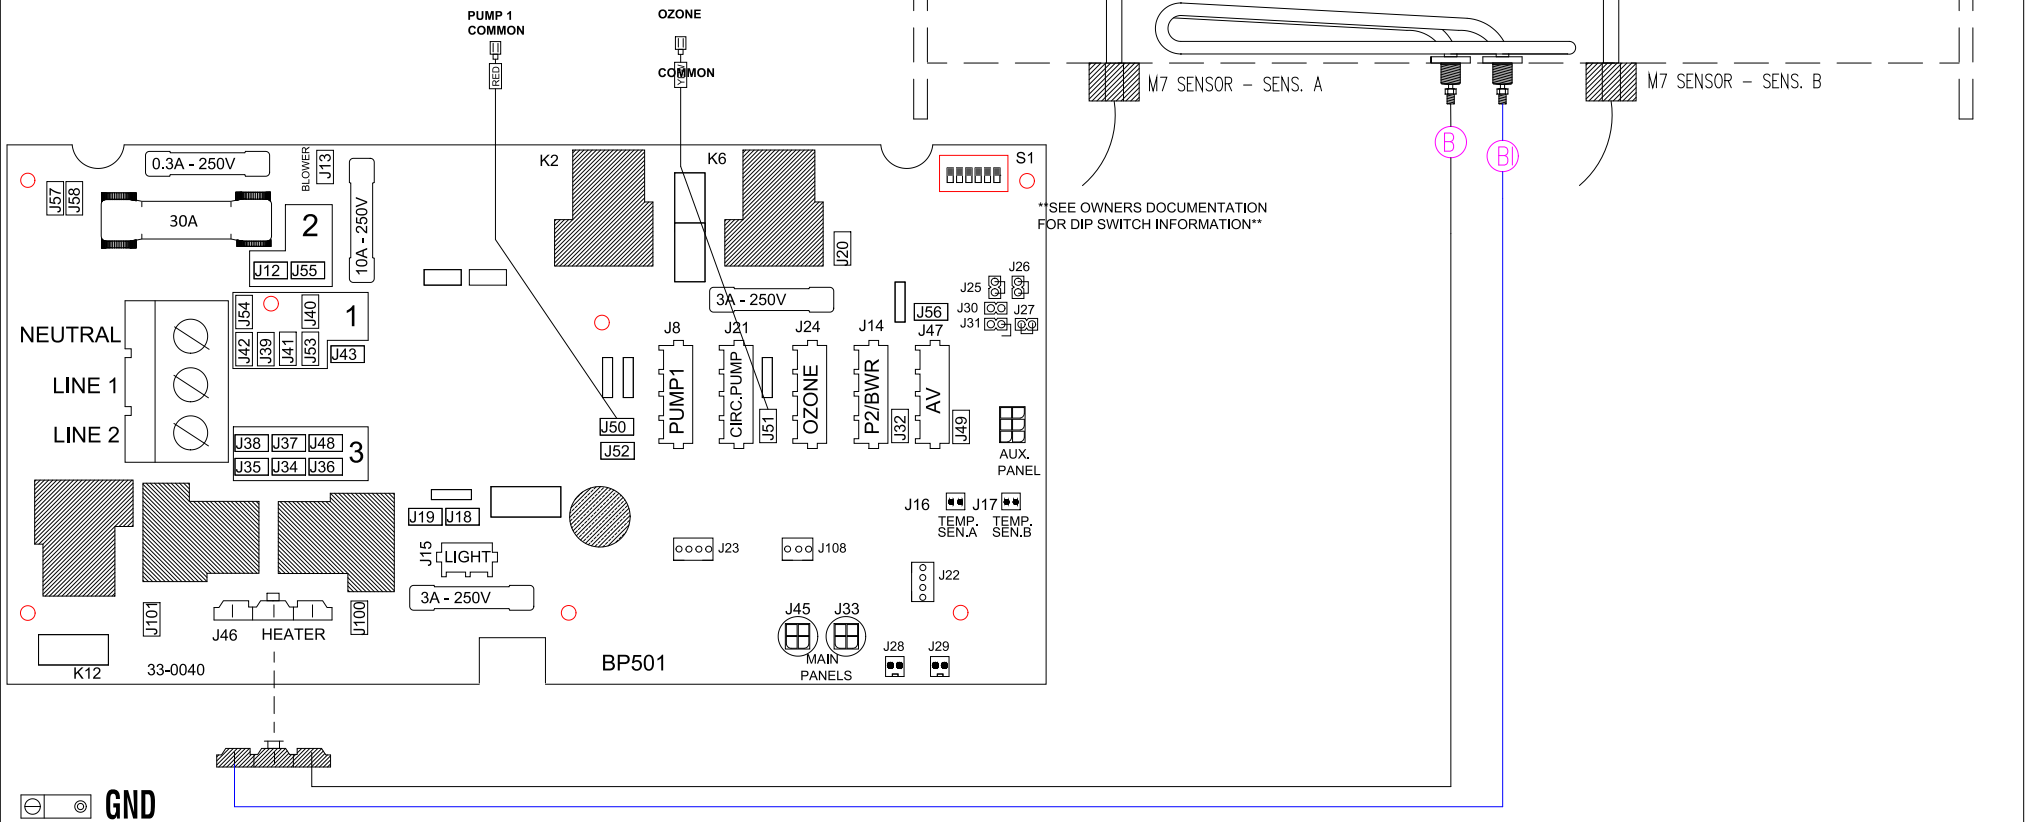 PUMP 1
COMMON
RED
OZONE
COMMON
M7 SENSOR - SENS. A
M7 SENSOR - SENS. B
B
Bl
**SEE OWNERS DOCUMENTATION
FOR DIP SWITCH INFORMATION**
0.3A - 250V
BLOWER
J13
J57
J58
30A
10A - 250V
2
J12
J55
K2
K6
S1
J20
3A - 250V
J56
J25
J26
J30
J31
J27
NEUTRAL
LINE 1
LINE 2
J54
J40
1
J42
J39
J41
J53
J43
J38
J37
J48
3
J35
J34
J36
J8
PUMP1
J21
CIRC.PUMP
J24
OZONE
J14
P2/BWR
J47
AV
J50
J52
J51
J32
J49
AUX.
PANEL
J16
TEMP.
SEN.A
J17
TEMP.
SEN.B
J19
J18
J15
LIGHT
3A - 250V
J23
J108
J22
J101
J46
HEATER
J100
K12
33-0040
BP501
J45
J33
MAIN
PANELS
J28
J29
GND